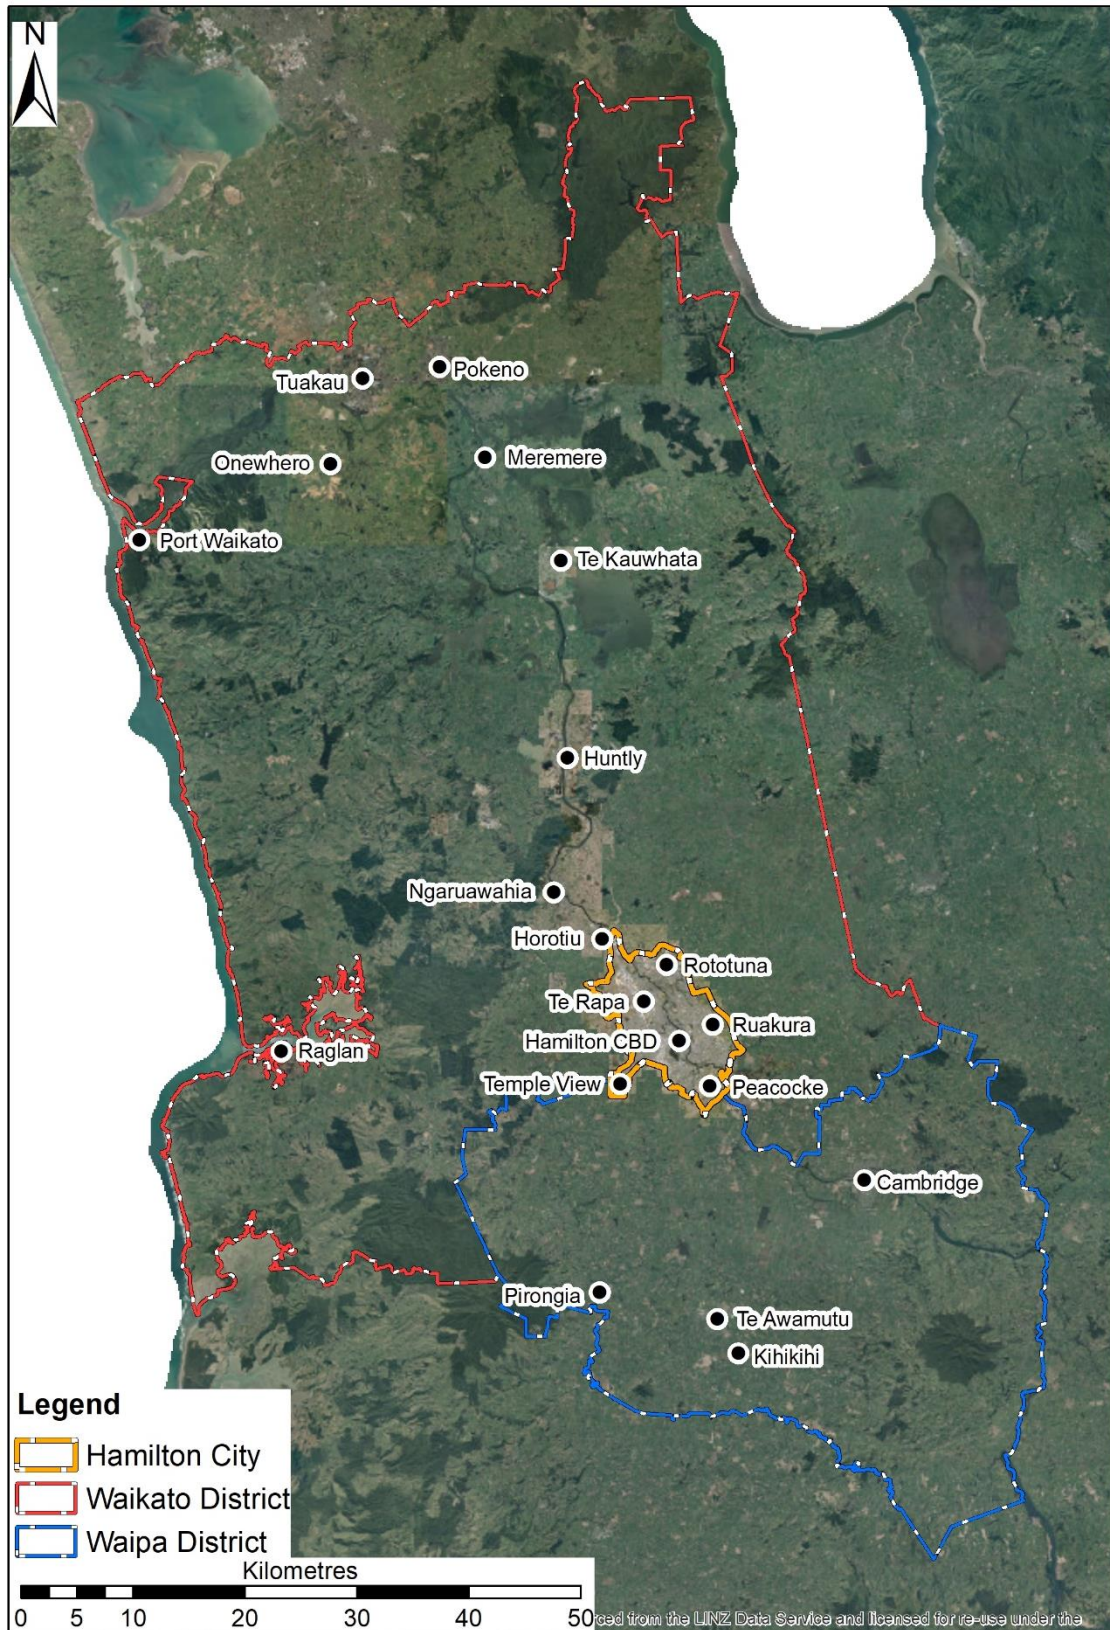 N
Pokeno
Tuakau
Onewhero
Meremere
Port Waikato
Te Kauwhata
Huntly
Ngaruawahia
Horotiu
Rototuna
Te Rapa
Ruakura
Hamilton CBD
Raglan
Temple View
Peacocke
Cambridge
Pirongia
Te Awamutu
Kihikihi
Legend
Hamilton City
Waikato District
Waipa District
Kilometres
0 5 10 20 30 40 50
rced from the LINZ Data Service and licensed for re-use under the